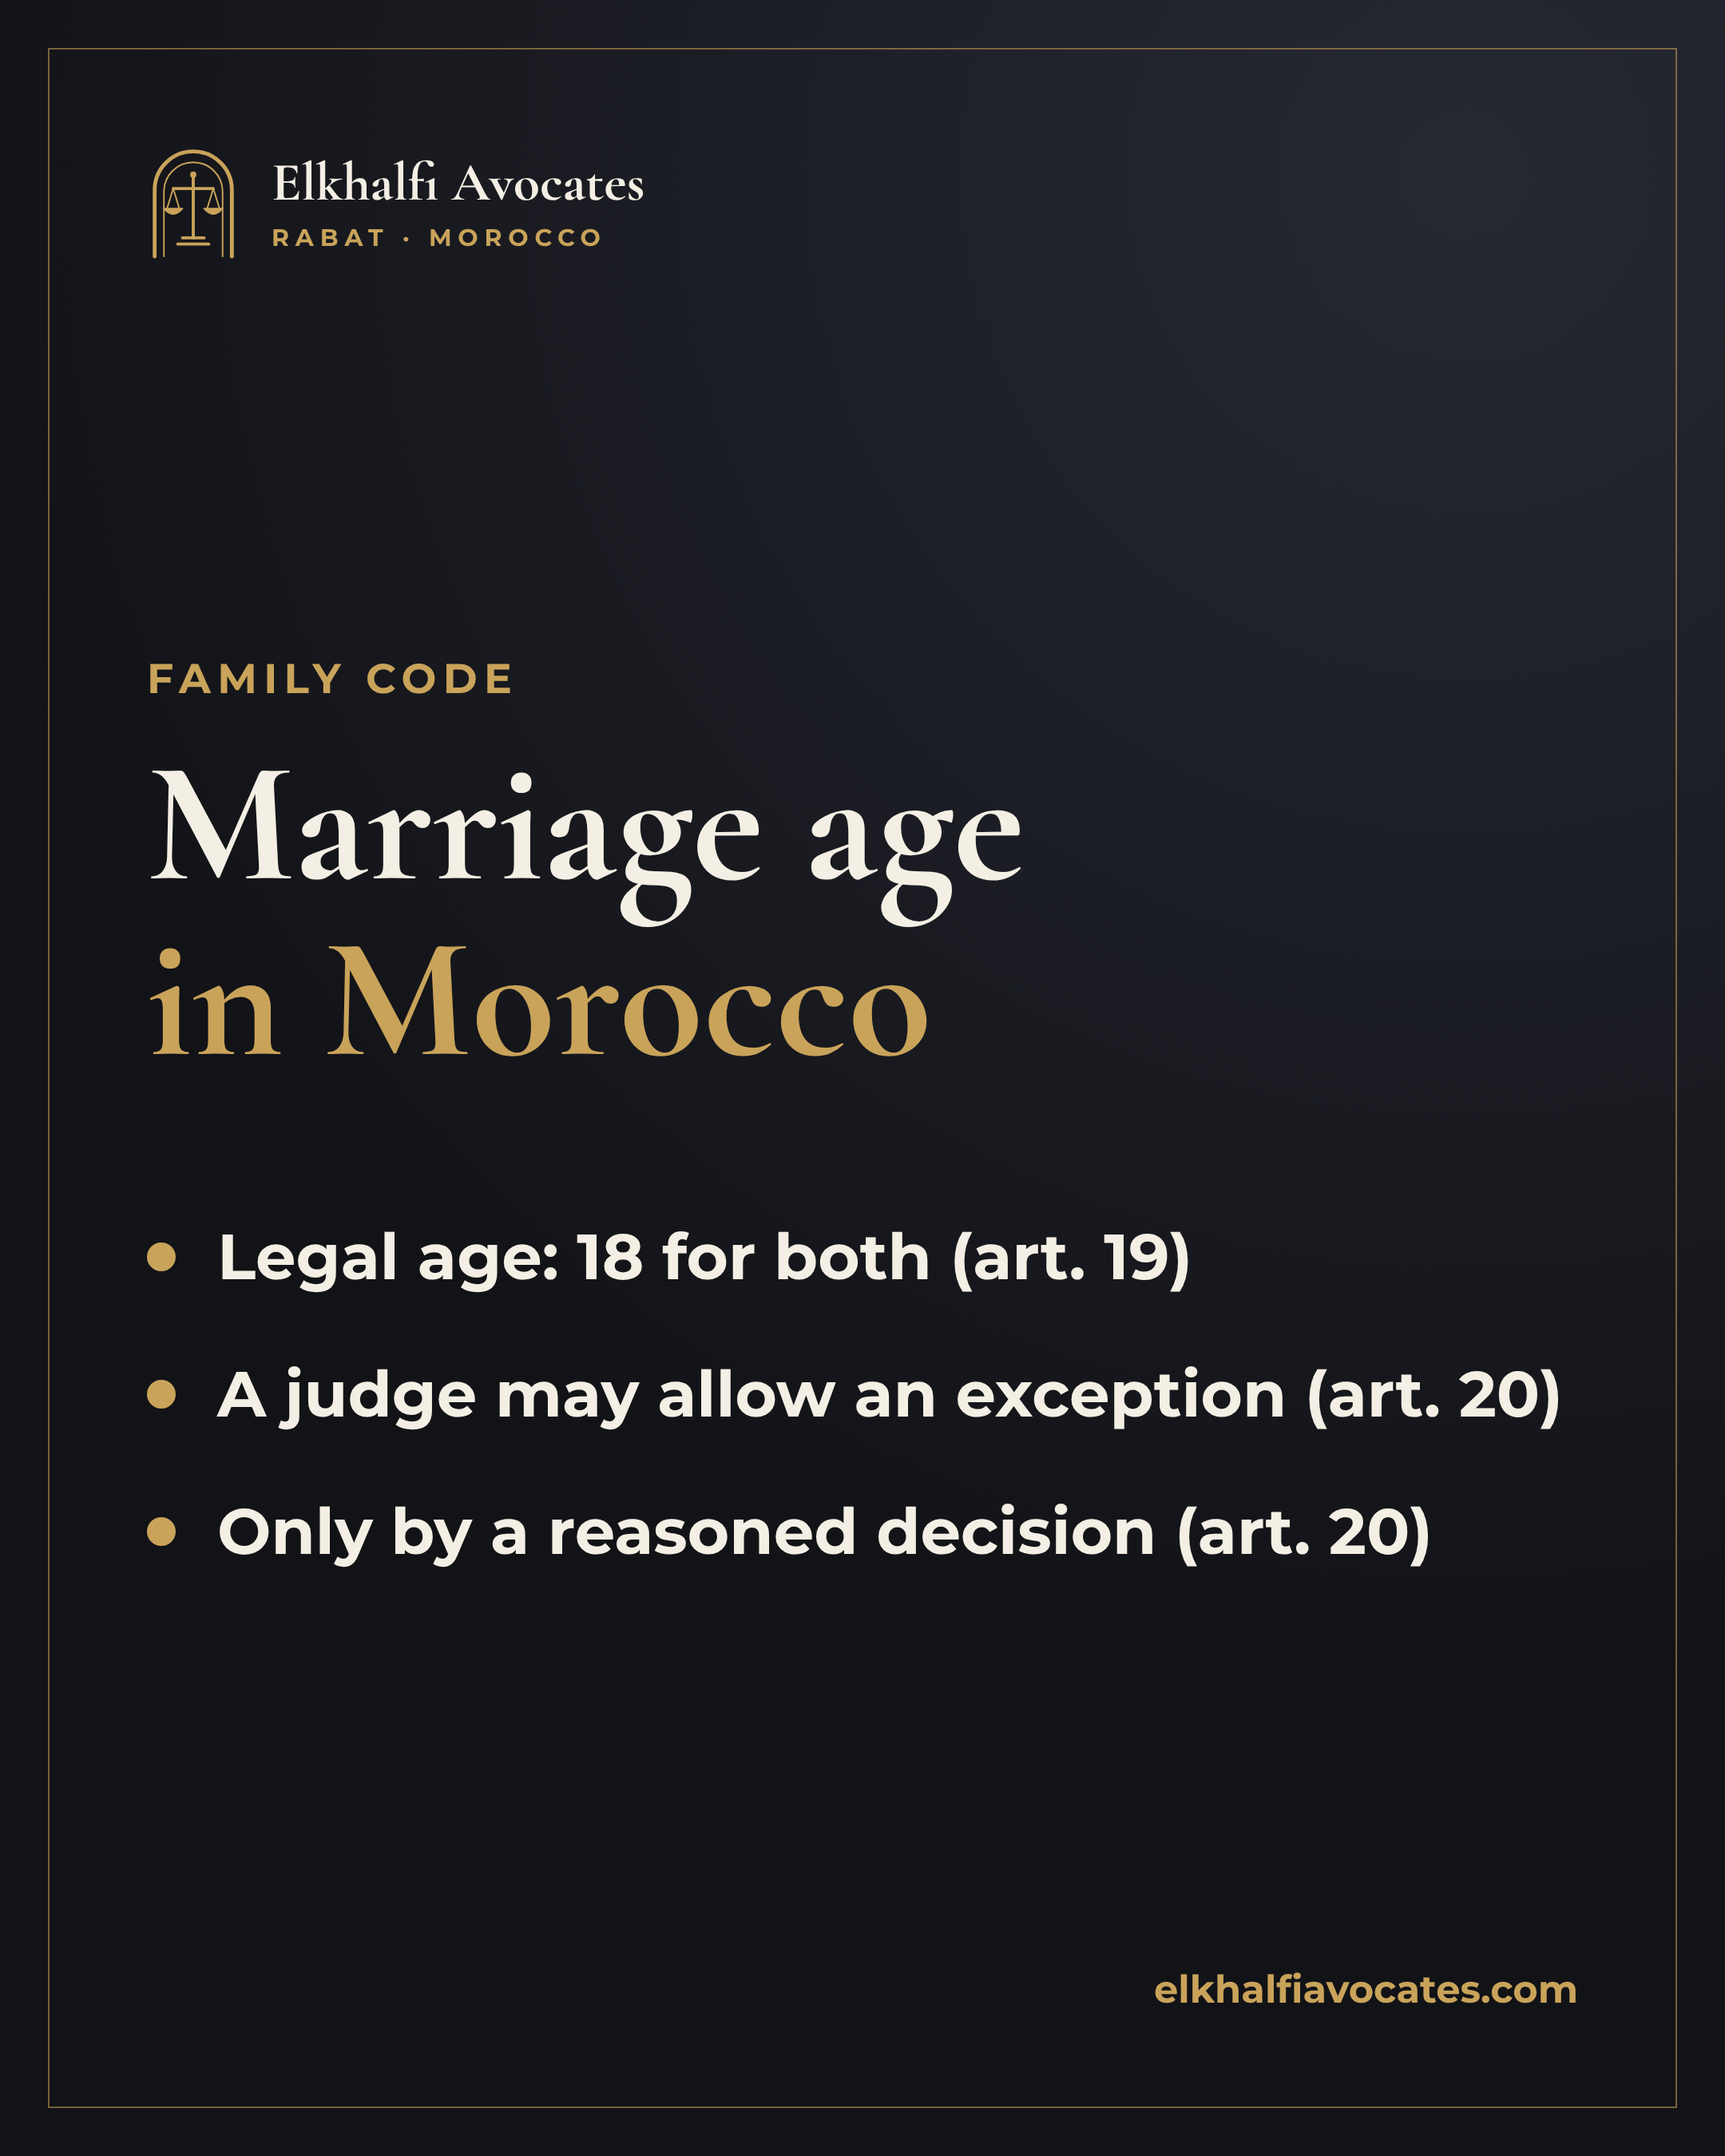 Elkhalfi Avocates
RABAT · MOROCCO
FAMILY CODE
Marriage age
in Morocco
Legal age: 18 for both (art. 19)
A judge may allow an exception (art. 20)
Only by a reasoned decision (art. 20)
elkhalfiavocates.com